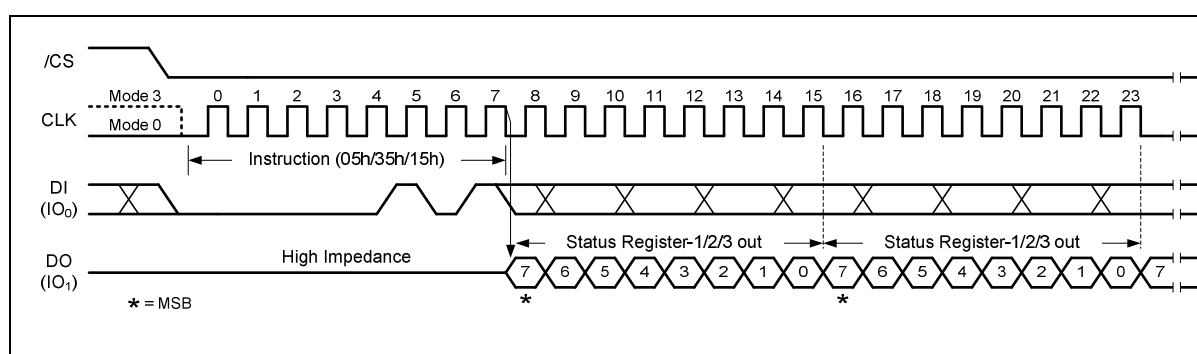 /CS
Mode 3
CLK
Mode 0
0 1 2 3 4 5 6 7 8 9 10 11 12 13 14 15 16 17 18 19 20 21 22 23
Instruction (05h/35h/15h)
DI
(IO₀)
Status Register-1/2/3 out Status Register-1/2/3 out
High Impedance
DO
(IO₁)
7 6 5 4 3 2 1 0 7 6 5 4 3 2 1 0 7
* *
* = MSB